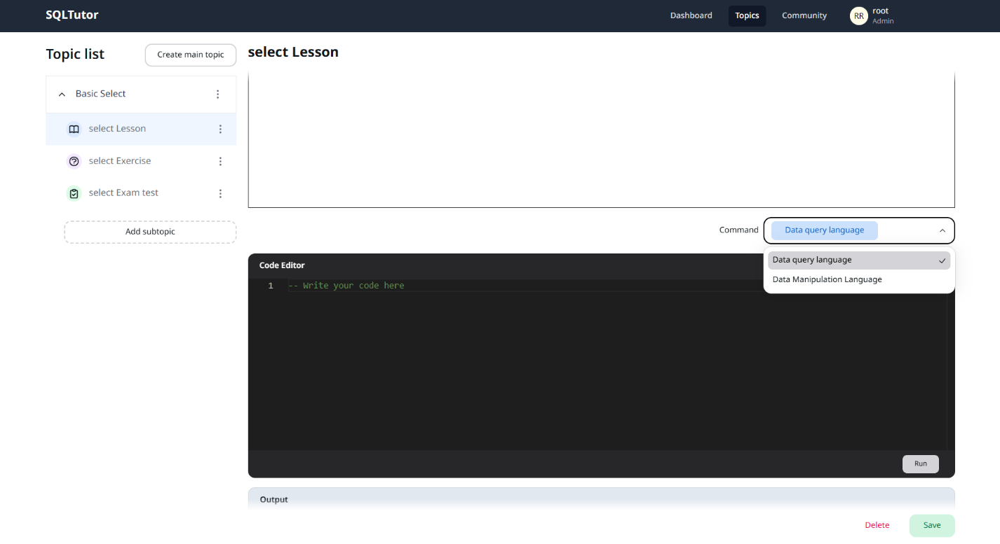 SQLTutor
Dashboard
Topics
Community
RR
root
Admin
Topic list
Create main topic
Basic Select
select Lesson
select Exercise
select Exam test
Add subtopic
select Lesson
Command
Data query language
Data query language
Data Manipulation Language
Code Editor
1 -- Write your code here
Run
Output
Delete
Save